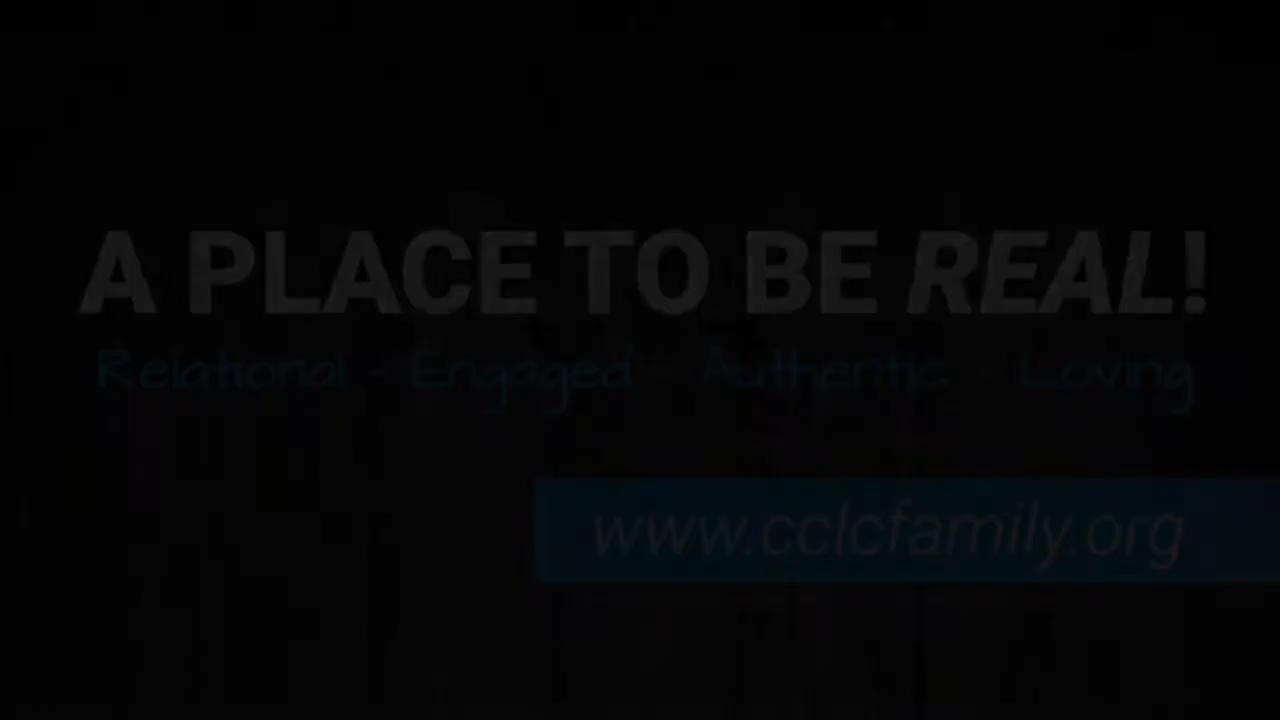 A PLACE TO BE REAL!
Relational - Engaged - Authentic - Loving
www.cclcfamily.org